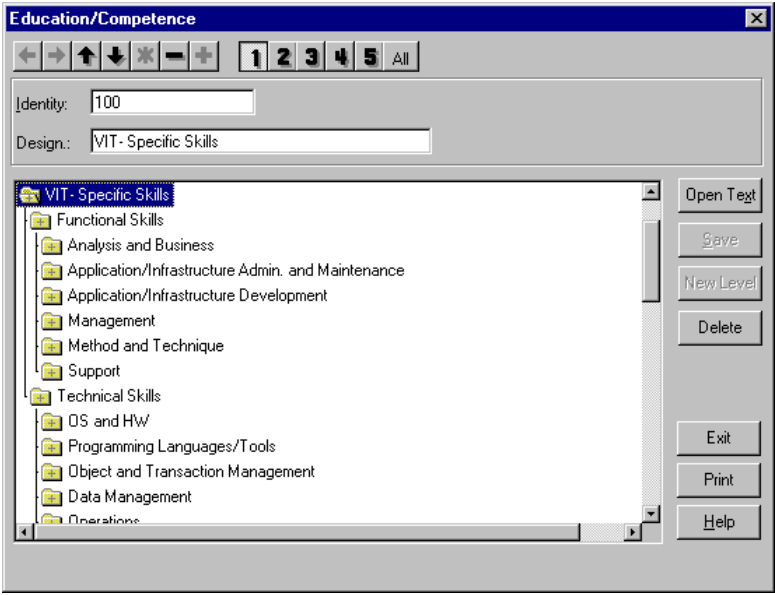 Education/Competence
1 2 3 4 5 All
Identity: 100
Design.: VIT- Specific Skills
VIT- Specific Skills
Functional Skills
Analysis and Business
Application/Infrastructure Admin. and Maintenance
Application/Infrastructure Development
Management
Method and Technique
Support
Technical Skills
OS and HW
Programming Languages/Tools
Object and Transaction Management
Data Management
Operations
Open Text
Save
New Level
Delete
Exit
Print
Help